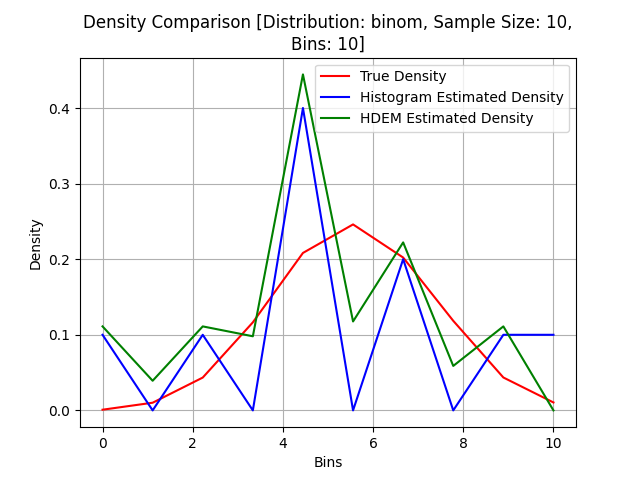 Density Comparison [Distribution: binom, Sample Size: 10,
Bins: 10]
True Density
Histogram Estimated Density
HDEM Estimated Density
Density
0.4
0.3
0.2
0.1
0.0
0 2 4 6 8 10
Bins